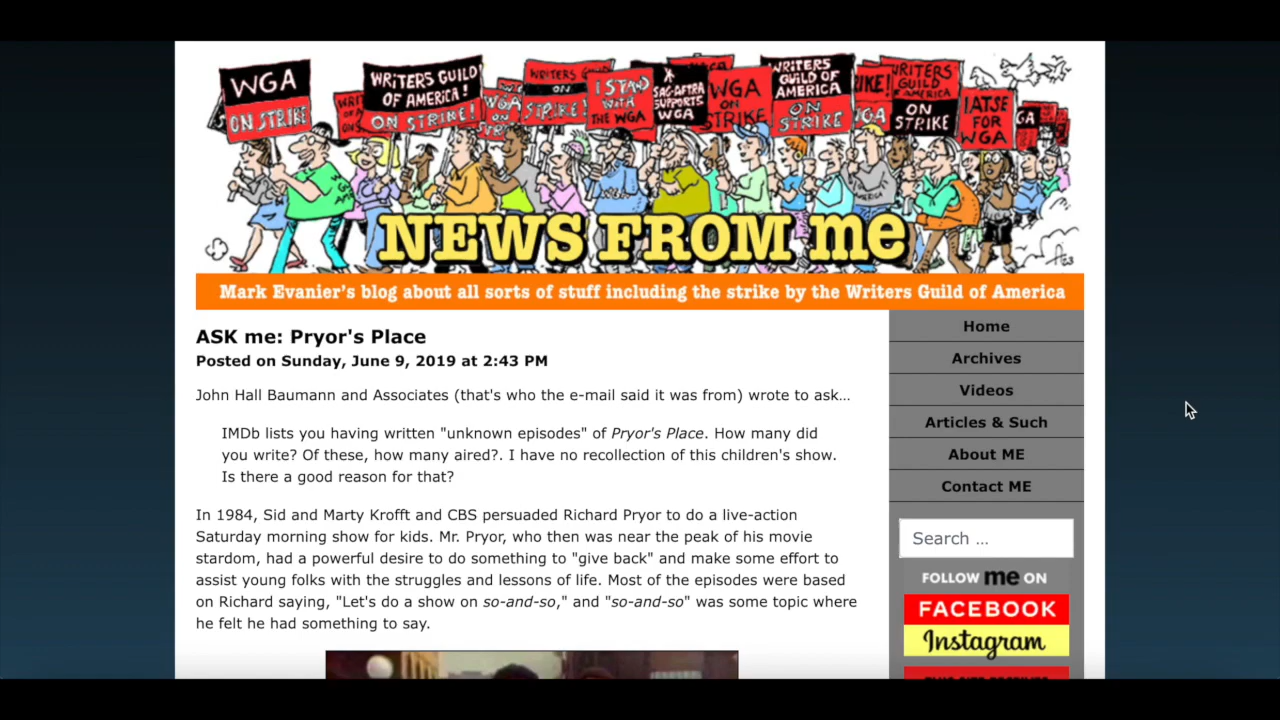 WGA
ON STRIKE
WRITERS GUILD
OF AMERICA!
ON STRIKE!
WRITERS
ON
STRIKE!
I STAND
WITH
THE WGA
SAG-AFTRA
SUPPORTS
WGA
WGA
ON
STRIKE
WRITERS
GUILD OF
AMERICA
ON
STRIKE
WRITERS
GUILD
OF AMERICA
ON
STRIKE
IATSE
FOR
WGA
NEWS FROM me
Mark Evanier's blog about all sorts of stuff including the strike by the Writers Guild of America
ASK me: Pryor's Place
Posted on Sunday, June 9, 2019 at 2:43 PM
John Hall Baumann and Associates (that's who the e-mail said it was from) wrote to ask…
IMDb lists you having written "unknown episodes" of Pryor's Place. How many did
you write? Of these, how many aired?. I have no recollection of this children's show.
Is there a good reason for that?
In 1984, Sid and Marty Krofft and CBS persuaded Richard Pryor to do a live-action
Saturday morning show for kids. Mr. Pryor, who then was near the peak of his movie
stardom, had a powerful desire to do something to "give back" and make some effort to
assist young folks with the struggles and lessons of life. Most of the episodes were based
on Richard saying, "Let's do a show on so-and-so," and "so-and-so" was some topic where
he felt he had something to say.
Home
Archives
Videos
Articles & Such
About ME
Contact ME
Search …
FOLLOW me ON
FACEBOOK
Instagram